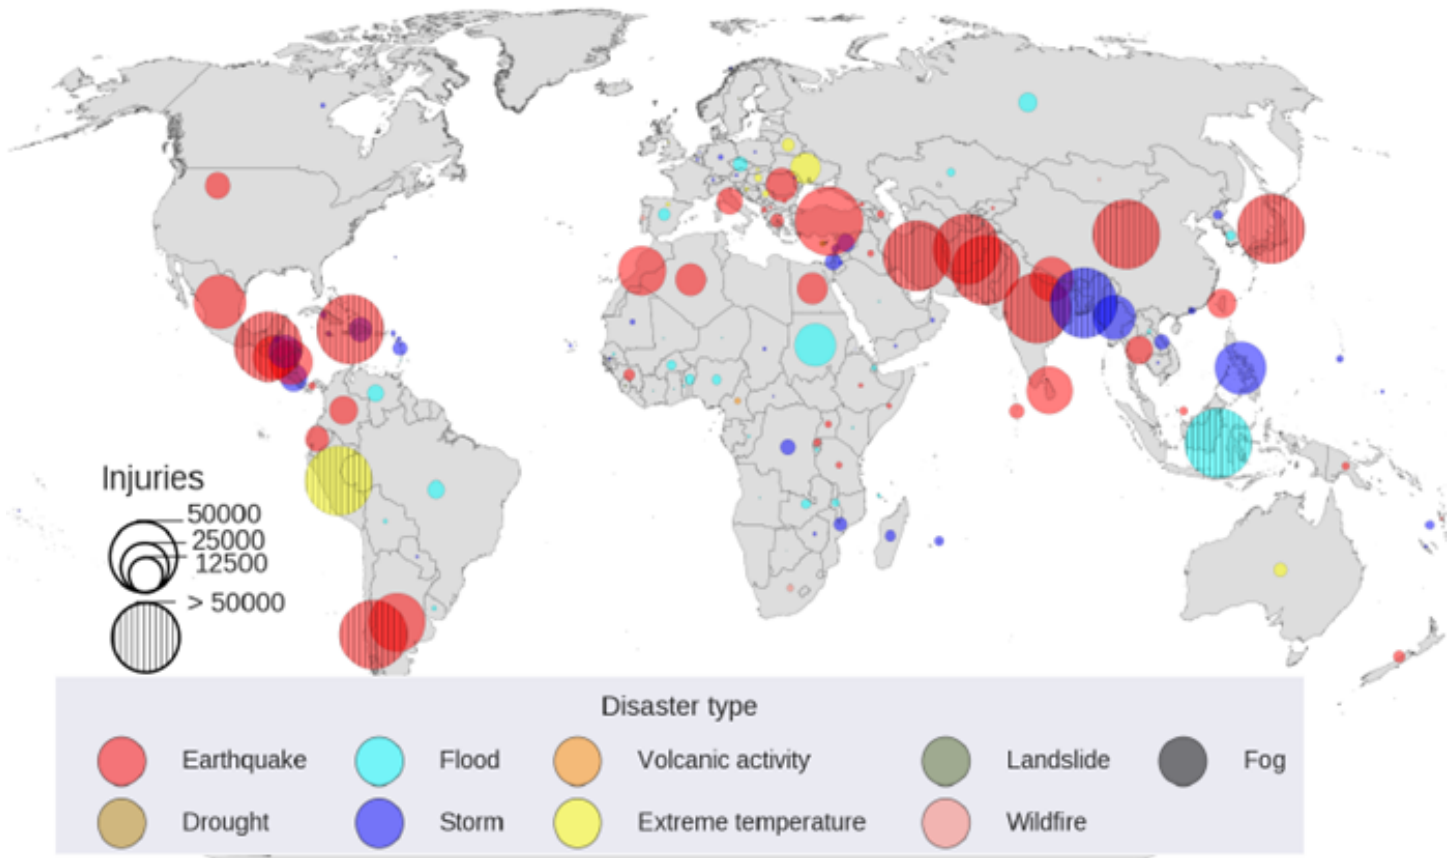 Injuries
50000
25000
12500
> 50000
Disaster type
Earthquake
Flood
Volcanic activity
Landslide
Fog
Drought
Storm
Extreme temperature
Wildfire